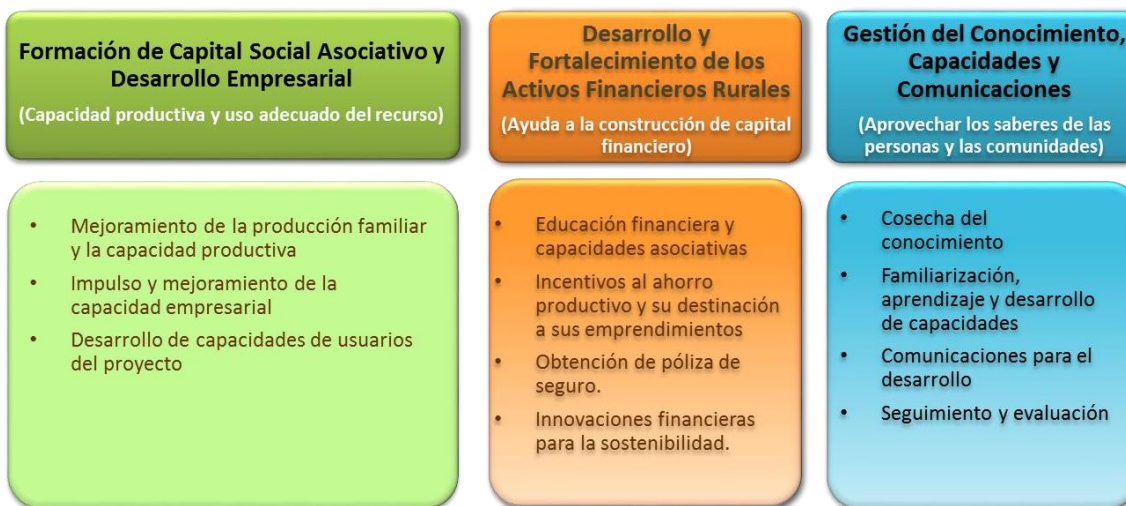 Formación de Capital Social Asociativo y
Desarrollo Empresarial
(Capacidad productiva y uso adecuado del recurso)
• Mejoramiento de la producción familiar
y la capacidad productiva
• Impulso y mejoramiento de la
capacidad empresarial
• Desarrollo de capacidades de usuarios
del proyecto
Desarrollo y
Fortalecimiento de los
Activos Financieros Rurales
(Ayuda a la construcción de capital
financiero)
• Educación financiera y
capacidades asociativas
• Incentivos al ahorro
productivo y su destinación
a sus emprendimientos
• Obtención de póliza de
seguro.
• Innovaciones financieras
para la sostenibilidad.
Gestión del Conocimiento,
Capacidades y
Comunicaciones
(Aprovechar los saberes de las
personas y las comunidades)
• Cosecha del
conocimiento
• Familiarización,
aprendizaje y desarrollo
de capacidades
• Comunicaciones para el
desarrollo
• Seguimiento y evaluación